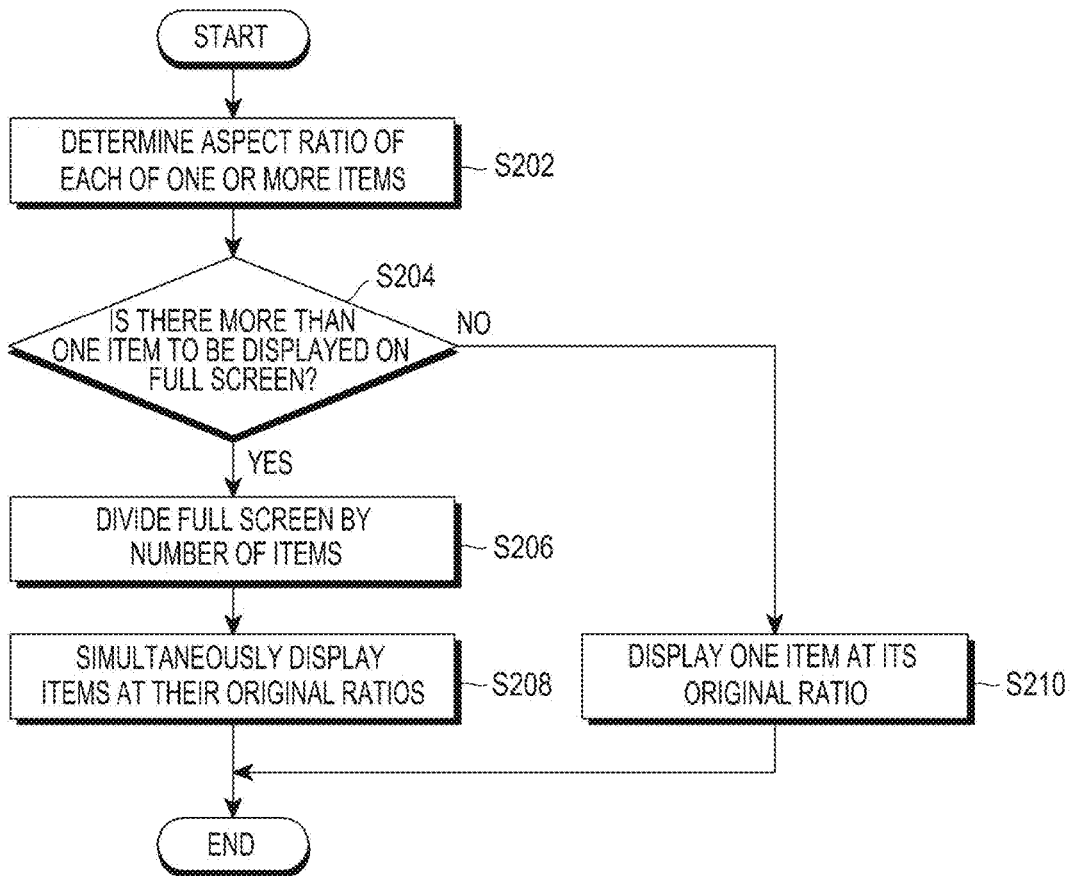 START
DETERMINE ASPECT RATIO OF
EACH OF ONE OR MORE ITEMS
S202
S204
IS THERE MORE THAN
ONE ITEM TO BE DISPLAYED ON
FULL SCREEN?
NO
YES
DIVIDE FULL SCREEN BY
NUMBER OF ITEMS
S206
SIMULTANEOUSLY DISPLAY
ITEMS AT THEIR ORIGINAL RATIOS
S208
DISPLAY ONE ITEM AT ITS
ORIGINAL RATIO
S210
END